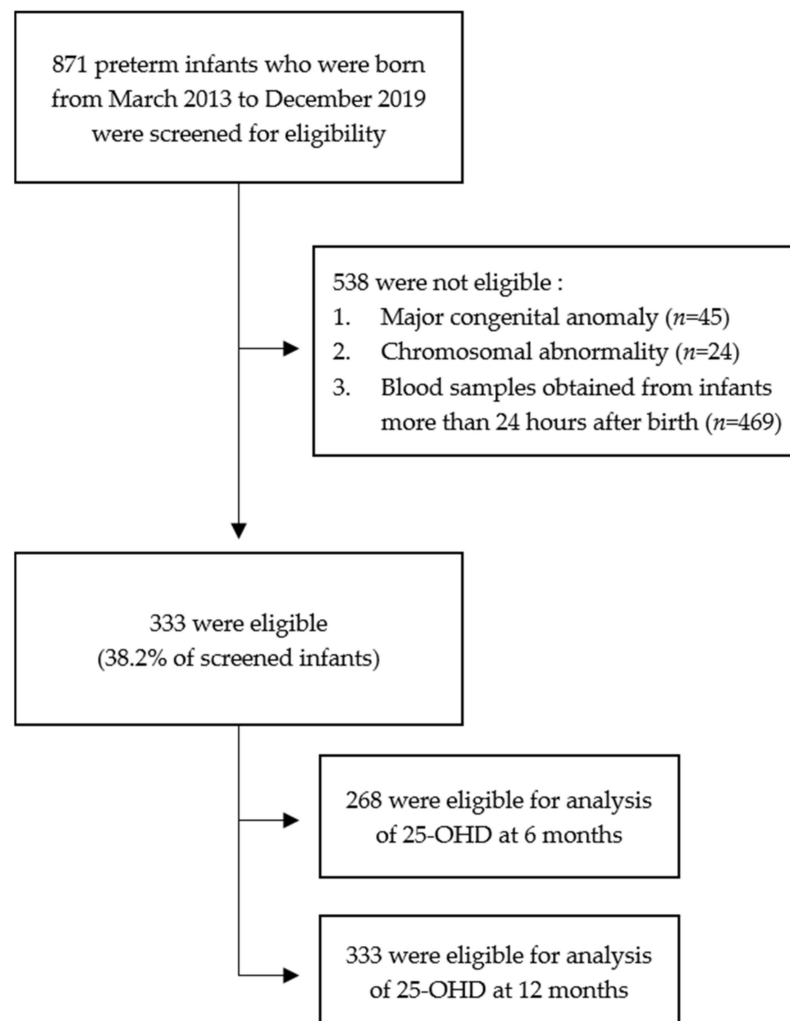 871 preterm infants who were born
from March 2013 to December 2019
were screened for eligibility
538 were not eligible :
1. Major congenital anomaly (n=45)
2. Chromosomal abnormality (n=24)
3. Blood samples obtained from infants
more than 24 hours after birth (n=469)
333 were eligible
(38.2% of screened infants)
268 were eligible for analysis
of 25-OHD at 6 months
333 were eligible for analysis
of 25-OHD at 12 months